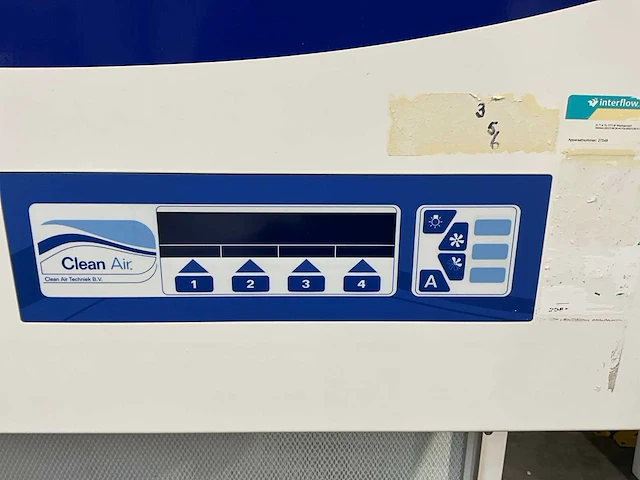 interflow
3
5/6
Clean Air
Clean Air Techniek B.V.
1 2 3 4
A